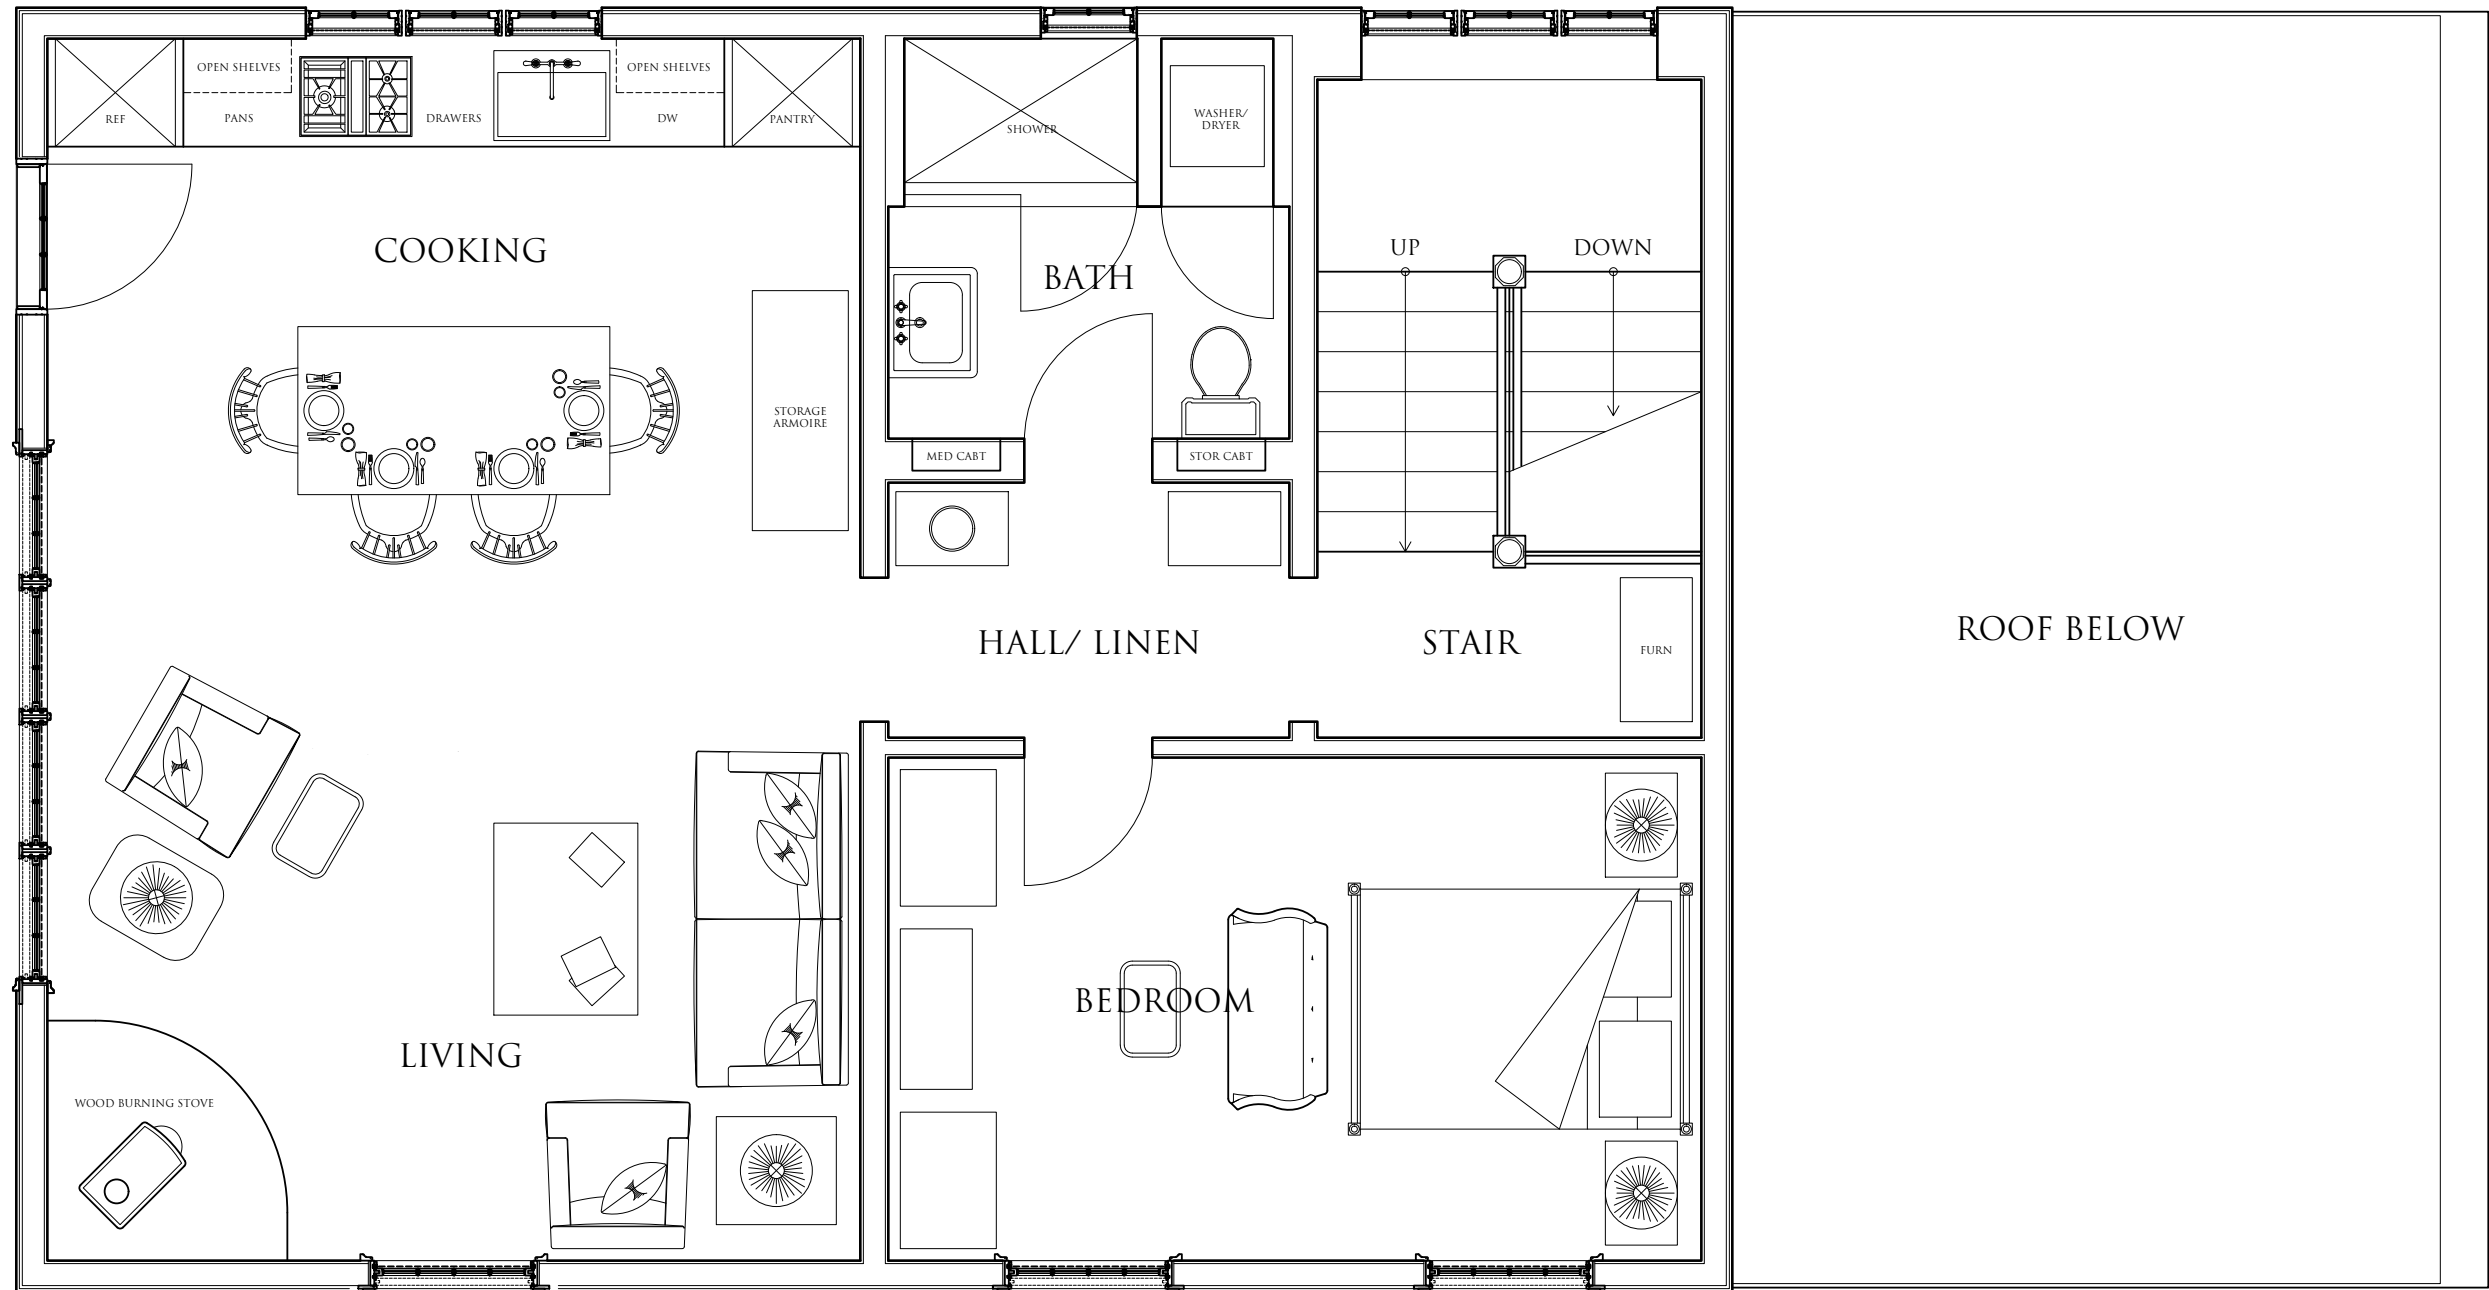 OPEN SHELVES
OPEN SHELVES
REF
PANS
DRAWERS
DW
PANTRY
SHOWER
WASHER/
DRYER
COOKING
BATH
UP
DOWN
STORAGE
ARMOIRE
MED CABT
STOR CABT
HALL/ LINEN
STAIR
FURN
ROOF BELOW
BEDROOM
LIVING
WOOD BURNING STOVE